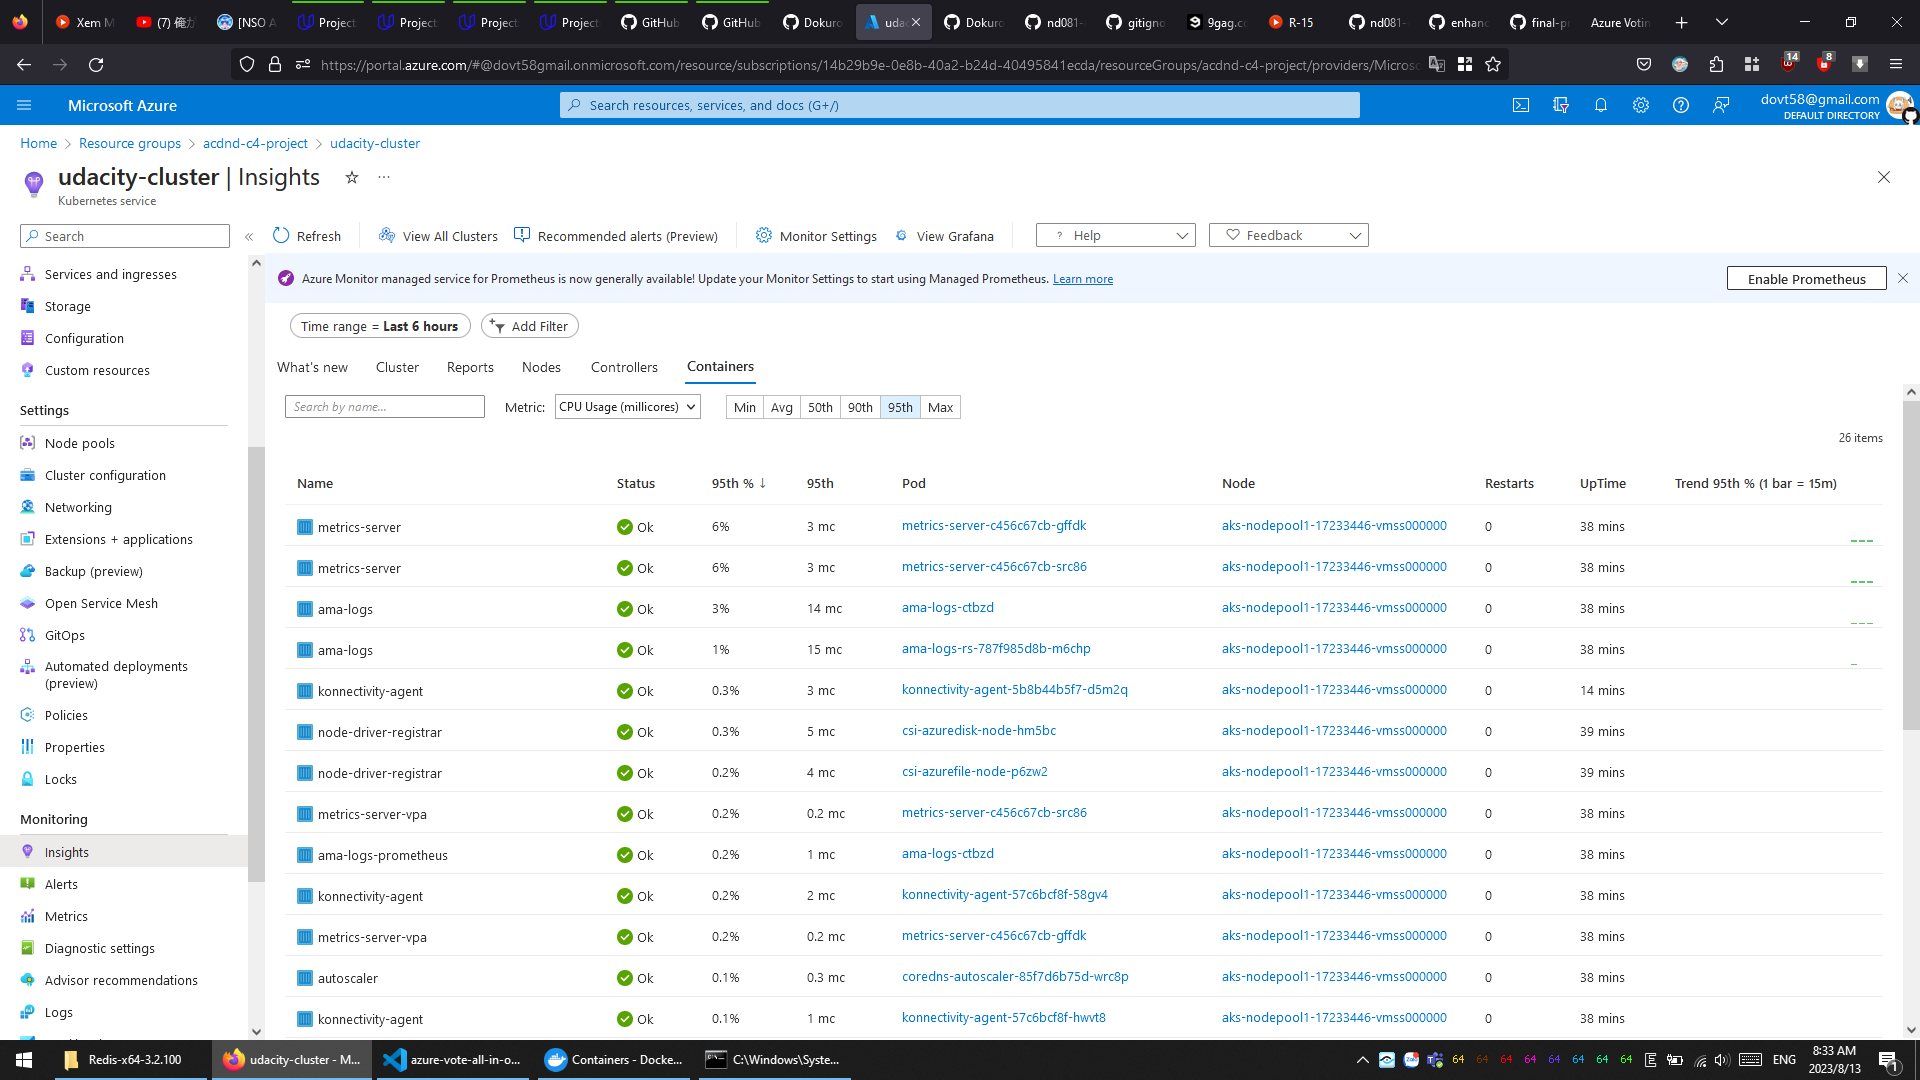 Xem M
(7) 俺だ
[NSO A
Project:
Project:
Project:
Project:
GitHub
GitHub
Dokuro
udac
Dokuro
nd081-
gitigno
9gag.co
R-15
nd081-
enhanc
final-pr
Azure Votin
https://portal.azure.com/#@dovt58gmail.onmicrosoft.com/resource/subscriptions/14b29b9e-0e8b-40a2-b24d-40495841ecda/resourceGroups/acdnd-c4-project/providers/Microso
14
8
Microsoft Azure
Search resources, services, and docs (G+/)
dovt58@gmail.com
DEFAULT DIRECTORY
Home > Resource groups > acdnd-c4-project > udacity-cluster
udacity-cluster | Insights
Kubernetes service
Search
Refresh
View All Clusters
Recommended alerts (Preview)
Monitor Settings
View Grafana
? Help
Feedback
Services and ingresses
Storage
Configuration
Custom resources
Settings
Node pools
Cluster configuration
Networking
Extensions + applications
Backup (preview)
Open Service Mesh
GitOps
Automated deployments
(preview)
Policies
Properties
Locks
Monitoring
Insights
Alerts
Metrics
Diagnostic settings
Advisor recommendations
Logs
Azure Monitor managed service for Prometheus is now generally available! Update your Monitor Settings to start using Managed Prometheus. Learn more
Enable Prometheus
Time range = Last 6 hours
Add Filter
What's new
Cluster
Reports
Nodes
Controllers
Containers
Search by name...
Metric:
CPU Usage (millicores)
Min
Avg
50th
90th
95th
Max
26 items
Name Status 95th % ↓ 95th Pod Node Restarts UpTime Trend 95th % (1 bar = 15m)
metrics-server Ok 6% 3 mc metrics-server-c456c67cb-gffdk aks-nodepool1-17233446-vmss000000 0 38 mins
metrics-server Ok 6% 3 mc metrics-server-c456c67cb-src86 aks-nodepool1-17233446-vmss000000 0 38 mins
ama-logs Ok 3% 14 mc ama-logs-ctbzd aks-nodepool1-17233446-vmss000000 0 38 mins
ama-logs Ok 1% 15 mc ama-logs-rs-787f985d8b-m6chp aks-nodepool1-17233446-vmss000000 0 38 mins
konnectivity-agent Ok 0.3% 3 mc konnectivity-agent-5b8b44b5f7-d5m2q aks-nodepool1-17233446-vmss000000 0 14 mins
node-driver-registrar Ok 0.3% 5 mc csi-azuredisk-node-hm5bc aks-nodepool1-17233446-vmss000000 0 39 mins
node-driver-registrar Ok 0.2% 4 mc csi-azurefile-node-p6zw2 aks-nodepool1-17233446-vmss000000 0 39 mins
metrics-server-vpa Ok 0.2% 0.2 mc metrics-server-c456c67cb-src86 aks-nodepool1-17233446-vmss000000 0 38 mins
ama-logs-prometheus Ok 0.2% 1 mc ama-logs-ctbzd aks-nodepool1-17233446-vmss000000 0 38 mins
konnectivity-agent Ok 0.2% 2 mc konnectivity-agent-57c6bcf8f-58gv4 aks-nodepool1-17233446-vmss000000 0 38 mins
metrics-server-vpa Ok 0.2% 0.2 mc metrics-server-c456c67cb-gffdk aks-nodepool1-17233446-vmss000000 0 38 mins
autoscaler Ok 0.1% 0.3 mc coredns-autoscaler-85f7d6b75d-wrc8p aks-nodepool1-17233446-vmss000000 0 38 mins
konnectivity-agent Ok 0.1% 1 mc konnectivity-agent-57c6bcf8f-hwvt8 aks-nodepool1-17233446-vmss000000 0 38 mins
Redis-x64-3.2.100
udacity-cluster - M...
azure-vote-all-in-o...
Containers - Docke...
C:\Windows\Syste...
64 64 64 64 64 64 64 64
ENG
8:33 AM
2023/8/13
1